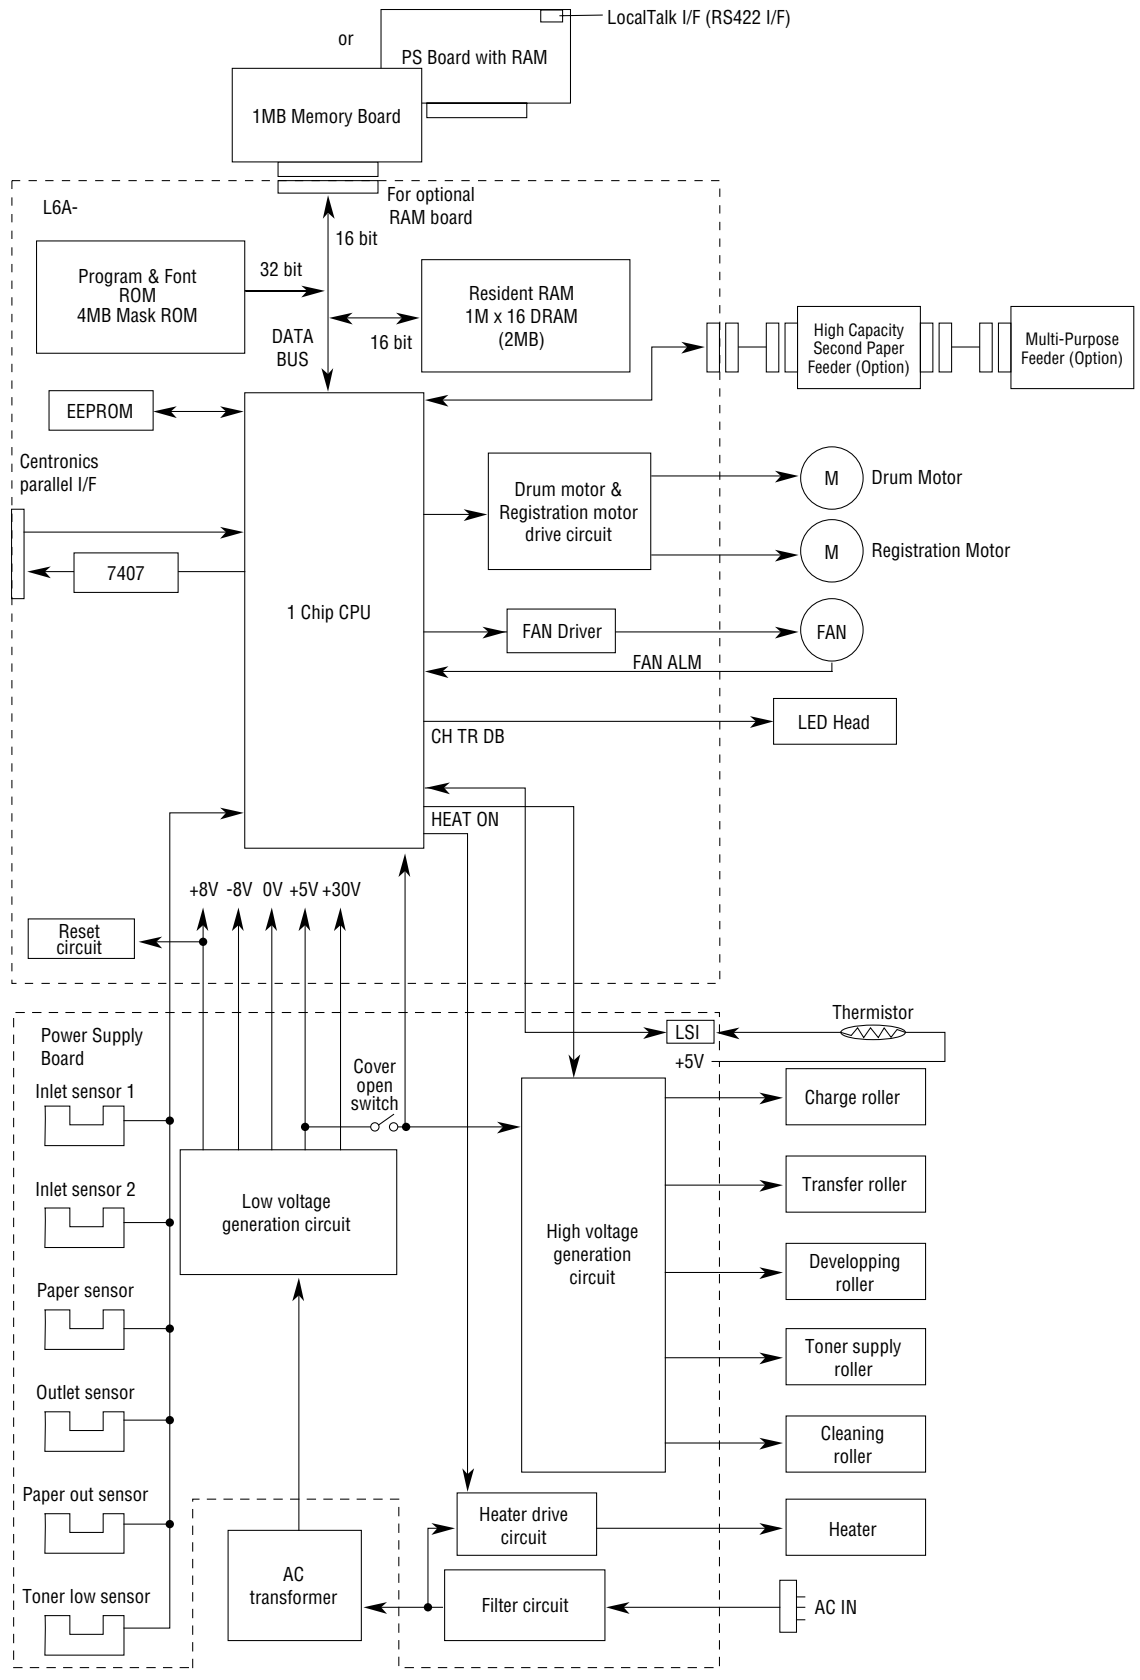 LocalTalk I/F (RS422 I/F)
or
PS Board with RAM
1MB Memory Board
For optional
RAM board
L6A-
16 bit
Program & Font
ROM
4MB Mask ROM
32 bit
Resident RAM
1M x 16 DRAM
(2MB)
DATA
BUS
16 bit
High Capacity
Second Paper
Feeder (Option)
Multi-Purpose
Feeder (Option)
EEPROM
Centronics
parallel I/F
Drum motor &
Registration motor
drive circuit
M
Drum Motor
M
Registration Motor
7407
1 Chip CPU
FAN Driver
FAN
FAN ALM
LED Head
CH TR DB
HEAT ON
+8V
-8V
0V
+5V
+30V
Reset
circuit
Power Supply
Board
LSI
Thermistor
+5V
Cover
open
switch
Inlet sensor 1
Charge roller
Inlet sensor 2
Low voltage
generation circuit
High voltage
generation
circuit
Transfer roller
Developping
roller
Paper sensor
Toner supply
roller
Outlet sensor
Cleaning
roller
Paper out sensor
Heater drive
circuit
Heater
AC
transformer
Toner low sensor
Filter circuit
AC IN